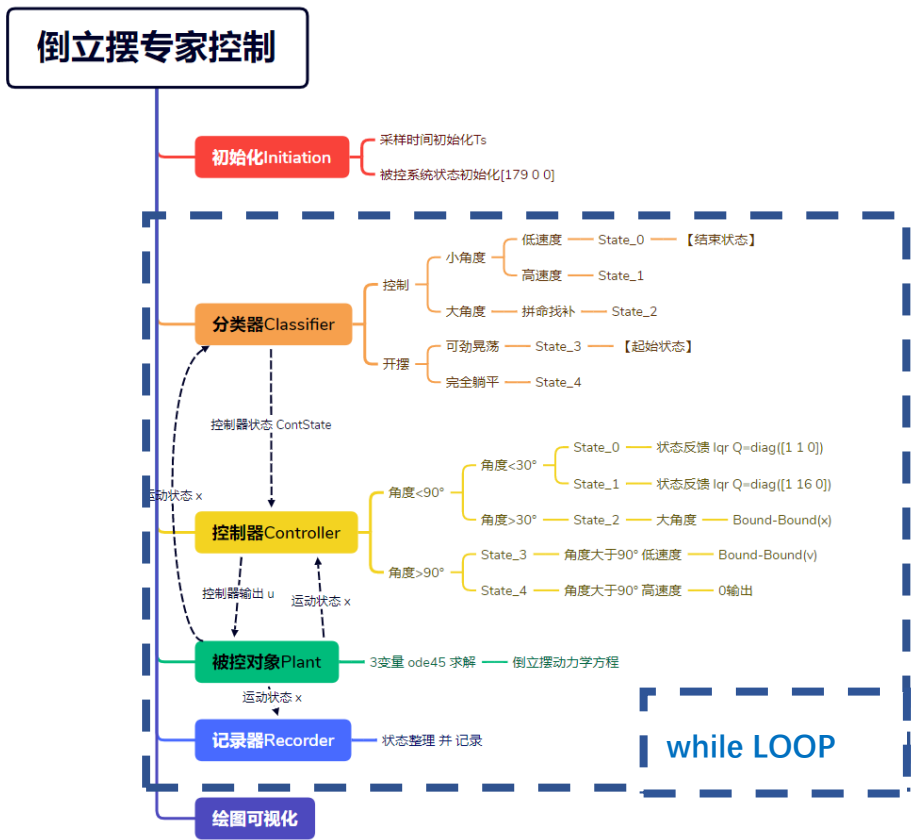 倒立摆专家控制
初始化Initiation
采样时间初始化Ts
被控系统状态初始化[179 0 0]
分类器Classifier
控制
小角度
低速度
State_0
【结束状态】
高速度
State_1
大角度
拼命找补
State_2
开摆
可劲晃荡
State_3
【起始状态】
完全躺平
State_4
控制器状态 ContState
运动状态 x
控制器Controller
角度<90°
角度<30°
State_0
状态反馈 lqr Q=diag([1 1 0])
State_1
状态反馈 lqr Q=diag([1 16 0])
角度>30°
State_2
大角度
Bound-Bound(x)
角度>90°
State_3
角度大于90° 低速度
Bound-Bound(v)
State_4
角度大于90° 高速度
0输出
控制器输出 u
运动状态 x
被控对象Plant
3变量 ode45 求解
倒立摆动力学方程
运动状态 x
记录器Recorder
状态整理 并 记录
while LOOP
绘图可视化